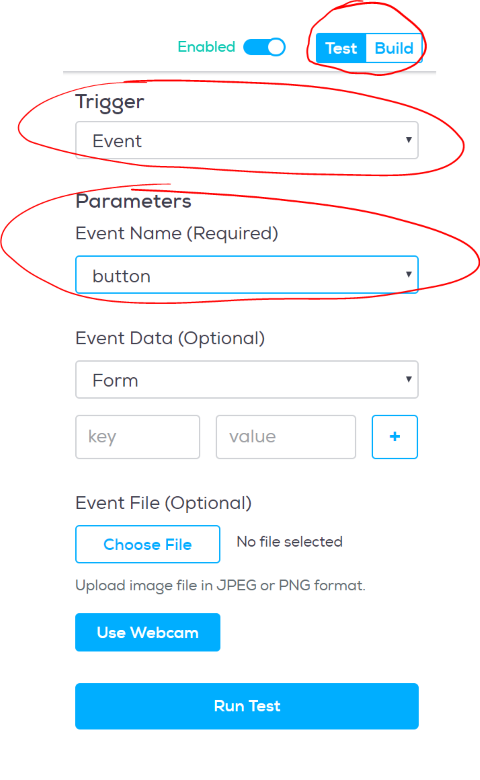 Enabled Test Build
Trigger
Event
Parameters
Event Name (Required)
button
Event Data (Optional)
Form
key value +
Event File (Optional)
Choose File No file selected
Upload image file in JPEG or PNG format.
Use Webcam
Run Test